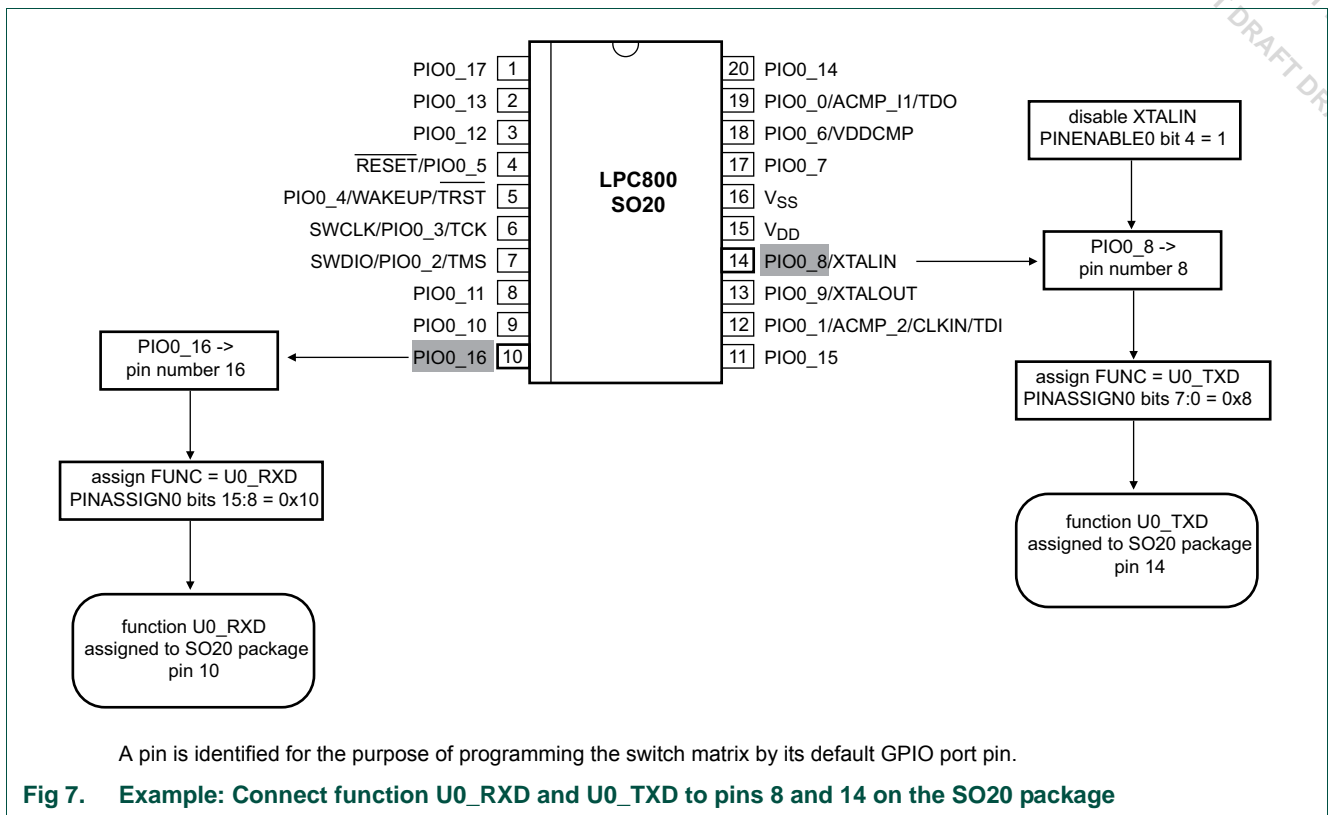 DRAFT DRAFT DRA
PIO0_17 1
PIO0_13 2
PIO0_12 3
RESET/PIO0_5 4
PIO0_4/WAKEUP/TRST 5
SWCLK/PIO0_3/TCK 6
SWDIO/PIO0_2/TMS 7
PIO0_11 8
PIO0_10 9
PIO0_16 10
LPC800
SO20
20 PIO0_14
19 PIO0_0/ACMP_I1/TDO
18 PIO0_6/VDDCMP
17 PIO0_7
16 VSS
15 VDD
14 PIO0_8/XTALIN
13 PIO0_9/XTALOUT
12 PIO0_1/ACMP_2/CLKIN/TDI
11 PIO0_15
PIO0_16 ->
pin number 16
assign FUNC = U0_RXD
PINASSIGN0 bits 15:8 = 0x10
function U0_RXD
assigned to SO20 package
pin 10
disable XTALIN
PINENABLE0 bit 4 = 1
PIO0_8 ->
pin number 8
assign FUNC = U0_TXD
PINASSIGN0 bits 7:0 = 0x8
function U0_TXD
assigned to SO20 package
pin 14
A pin is identified for the purpose of programming the switch matrix by its default GPIO port pin.
Fig 7. Example: Connect function U0_RXD and U0_TXD to pins 8 and 14 on the SO20 package